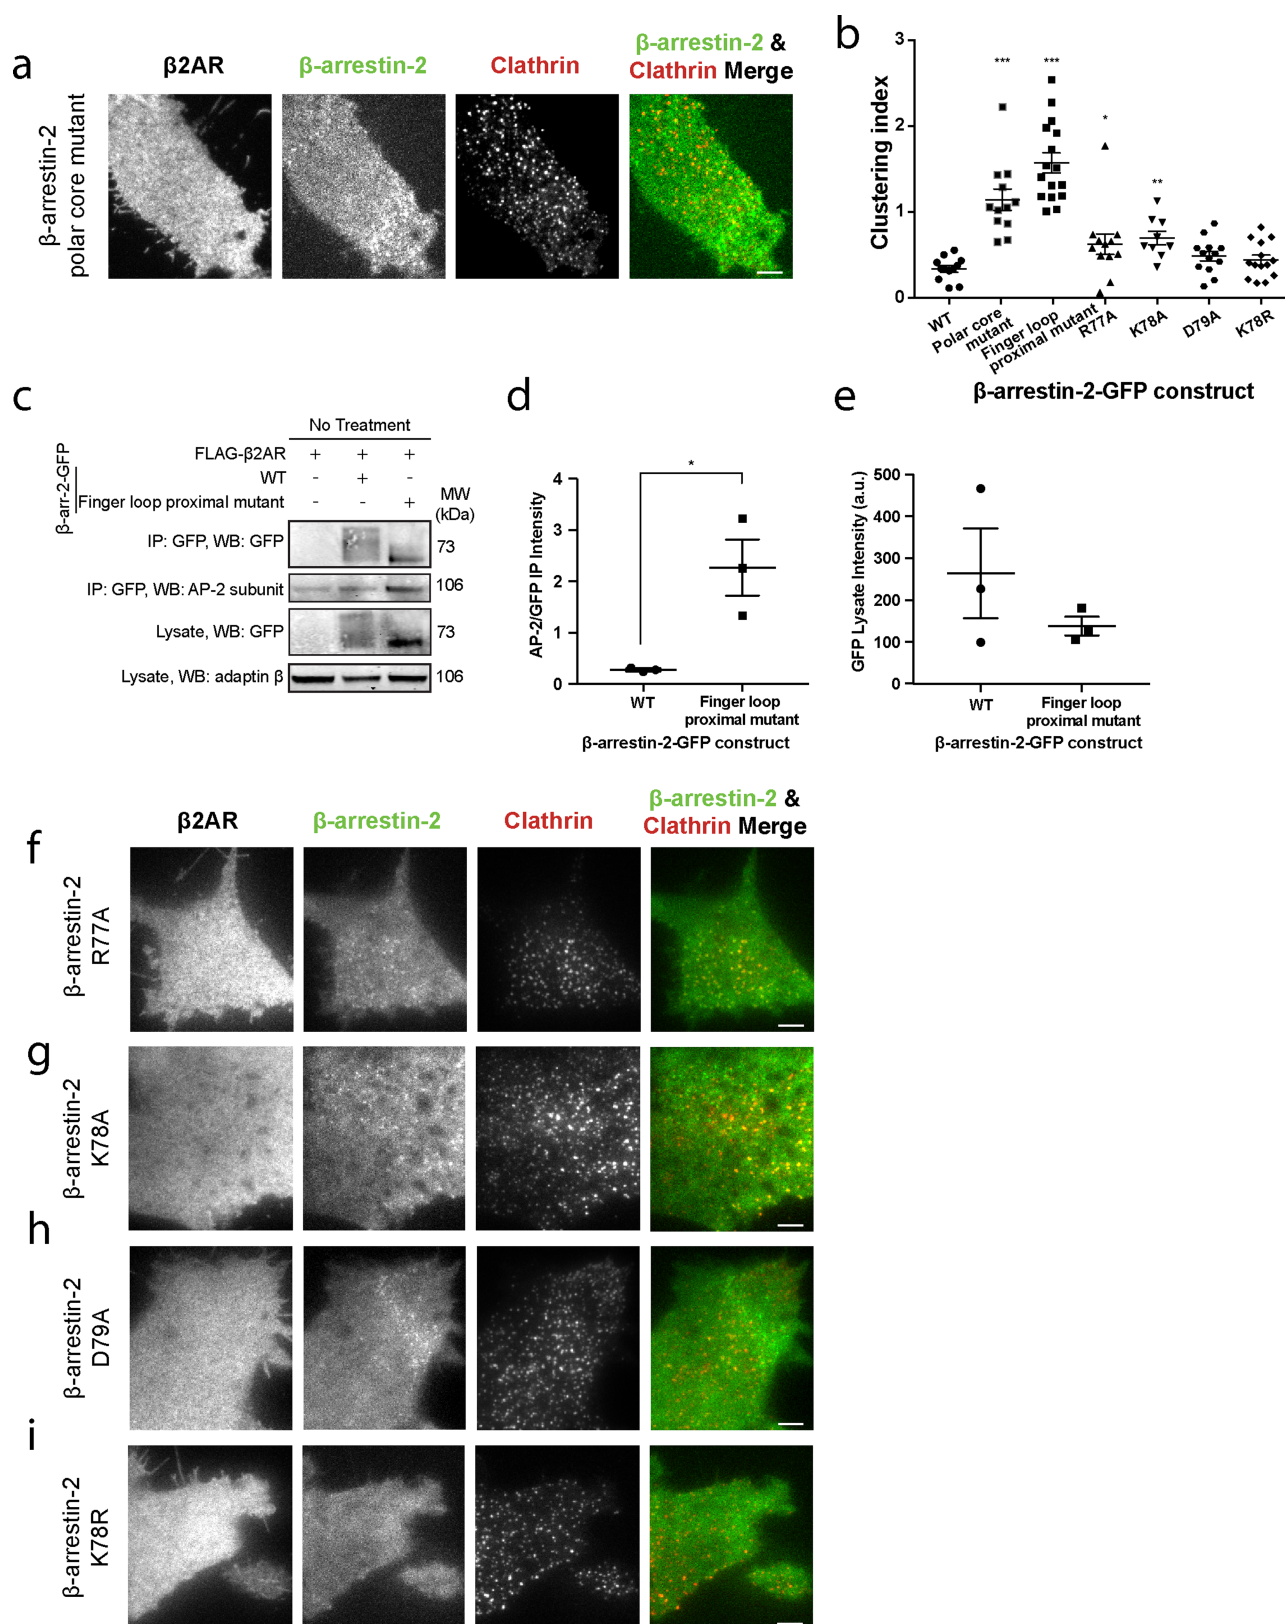 a
β2AR
β-arrestin-2
Clathrin
β-arrestin-2 &
Clathrin Merge
β-arrestin-2
polar core mutant
b
Clustering index
3
2
1
0
***
***
*
**
WT
Polar core
mutant
Finger loop
proximal mutant
R77A
K78A
D79A
K78R
β-arrestin-2-GFP construct
c
No Treatment
FLAG-β2AR + + +
β-arr-2-GFP
WT - + -
Finger loop proximal mutant - - +
MW
(kDa)
IP: GFP, WB: GFP 73
IP: GFP, WB: AP-2 subunit 106
Lysate, WB: GFP 73
Lysate, WB: adaptin β 106
d
AP-2/GFP IP Intensity
4
3
2
1
0
*
WT
Finger loop
proximal mutant
β-arrestin-2-GFP construct
e
GFP Lysate Intensity (a.u.)
500
400
300
200
100
0
WT
Finger loop
proximal mutant
β-arrestin-2-GFP construct
β2AR
β-arrestin-2
Clathrin
β-arrestin-2 &
Clathrin Merge
f
β-arrestin-2
R77A
g
β-arrestin-2
K78A
h
β-arrestin-2
D79A
i
β-arrestin-2
K78R